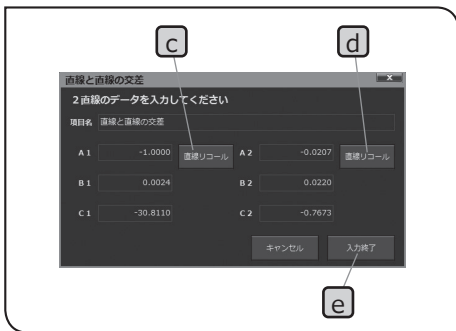 c
d
直線と直線の交差
x
2直線のデータを入力してください
項目名 直線と直線の交差
A 1 -1.0000 直線リコール A 2 -0.0207 直線リコール
B 1 0.0024 B 2 0.0220
C 1 -30.8110 C 2 -0.7673
キャンセル 入力終了
e